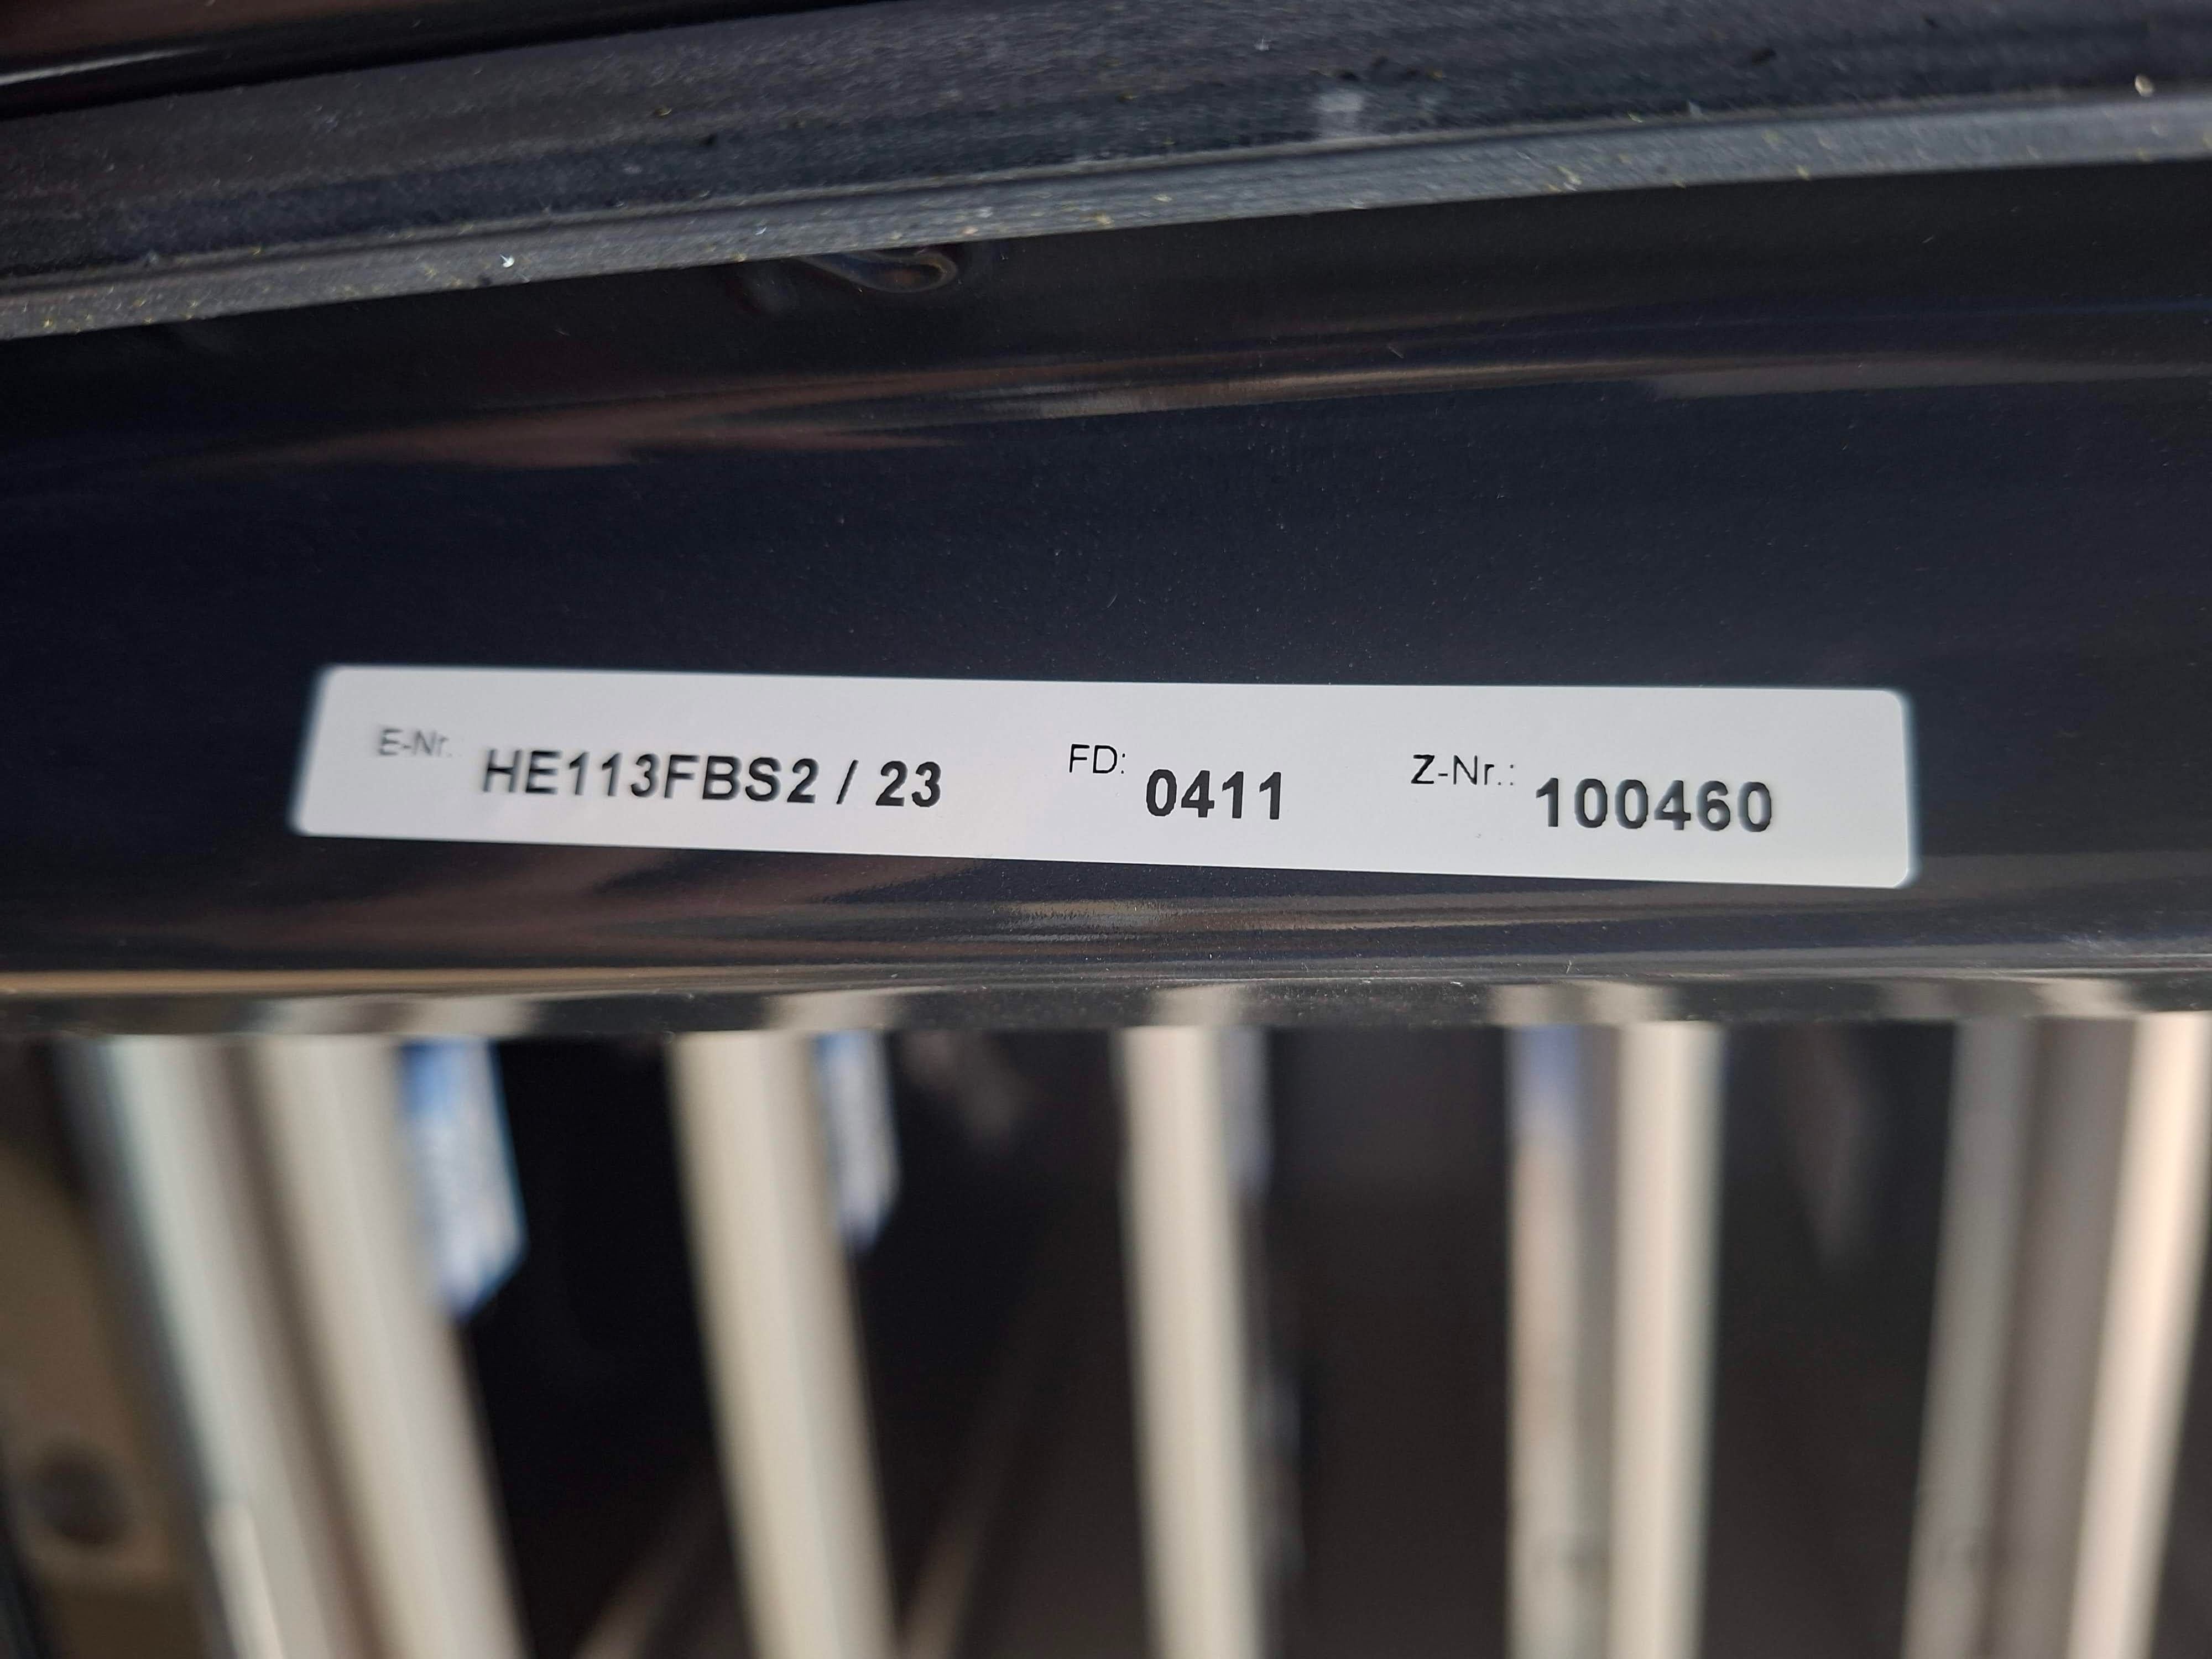 E-Nr. HE113FBS2 / 23 FD: 0411 Z-Nr.: 100460